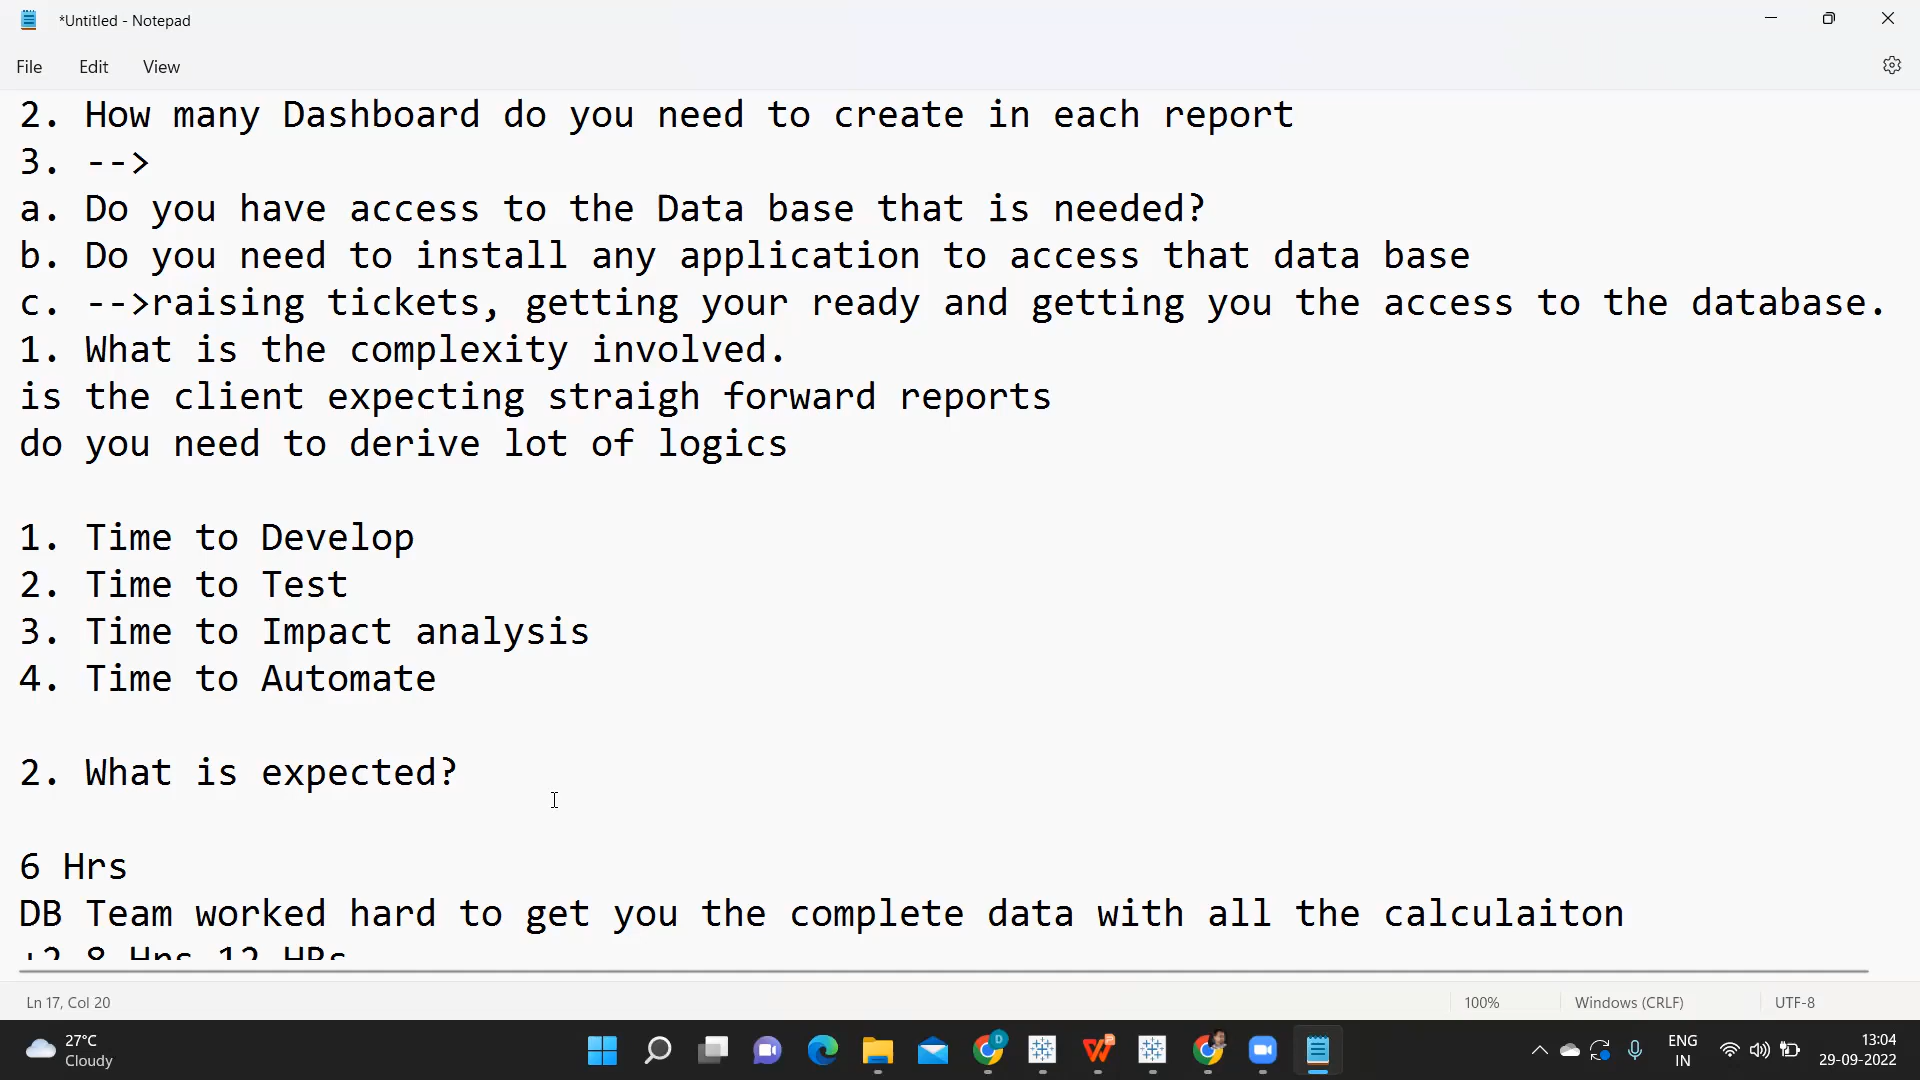 *Untitled - Notepad
File Edit View
2. How many Dashboard do you need to create in each report
3. -->
a. Do you have access to the Data base that is needed?
b. Do you need to install any application to access that data base
c. -->raising tickets, getting your ready and getting you the access to the database.
1. What is the complexity involved.
is the client expecting straigh forward reports
do you need to derive lot of logics
1. Time to Develop
2. Time to Test
3. Time to Impact analysis
4. Time to Automate
2. What is expected?
6 Hrs
DB Team worked hard to get you the complete data with all the calculaiton
+2 8 Hrs 12 HRs
Ln 17, Col 20 100% Windows (CRLF) UTF-8
27°C
Cloudy
D
ENG
IN
13:04
29-09-2022